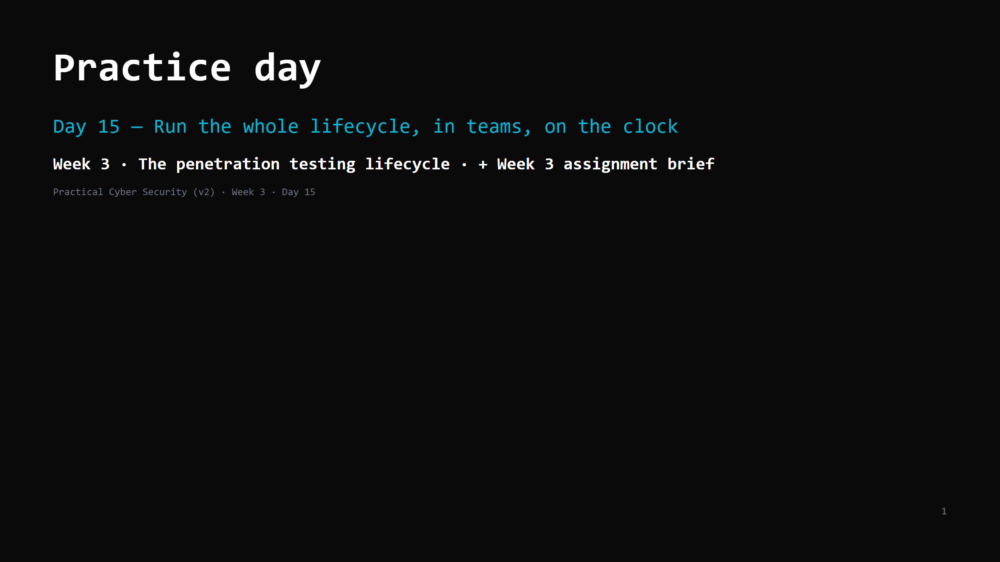 Practice day
Day 15 — Run the whole lifecycle, in teams, on the clock
Week 3 · The penetration testing lifecycle · + Week 3 assignment brief
Practical Cyber Security (v2) · Week 3 · Day 15
1